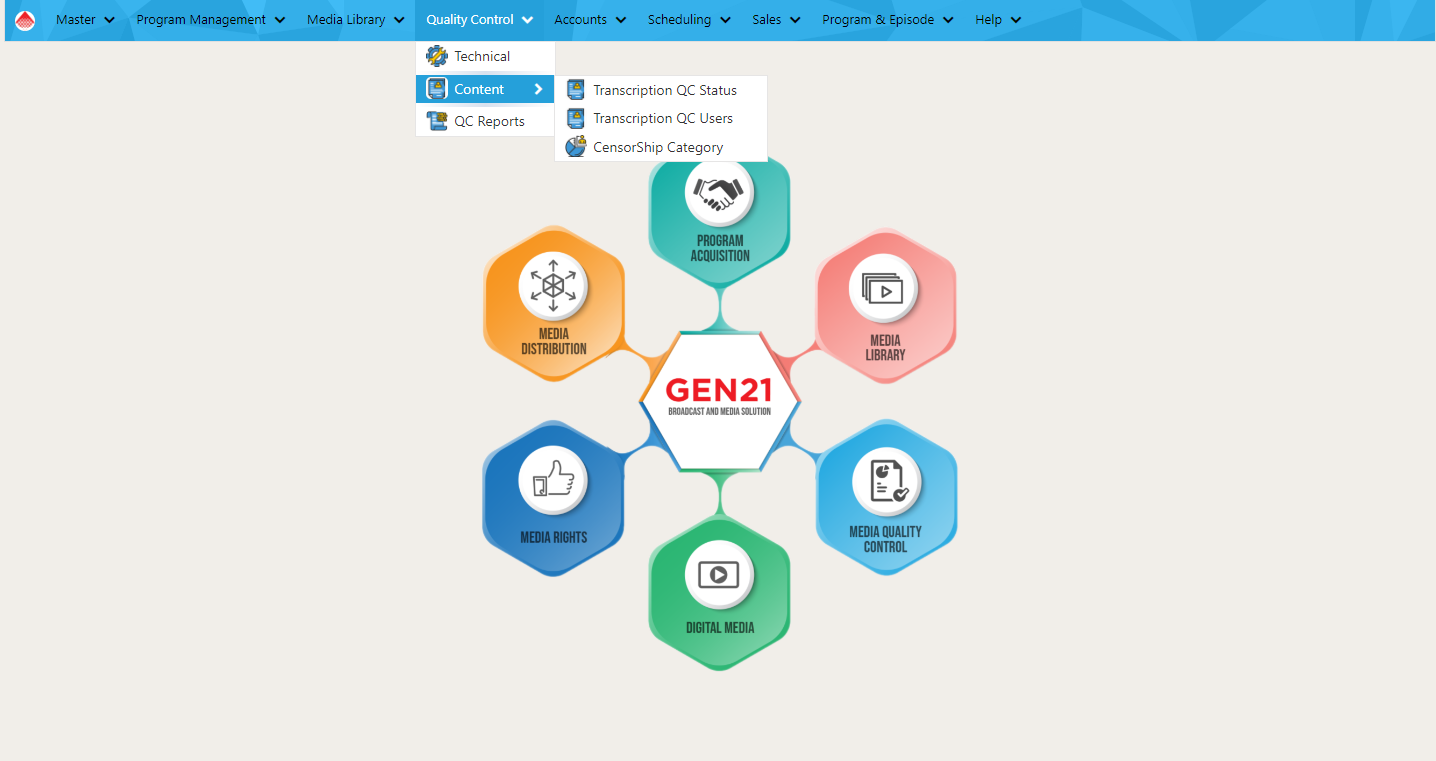 Master Program Management Media Library Quality Control Accounts Scheduling Sales Program & Episode Help
Technical
Content
QC Reports
Transcription QC Status
Transcription QC Users
CensorShip Category
PROGRAM
ACQUISITION
MEDIA
DISTRIBUTION
MEDIA
LIBRARY
GEN21
BROADCAST AND MEDIA SOLUTION
MEDIA RIGHTS
MEDIA QUALITY
CONTROL
DIGITAL MEDIA